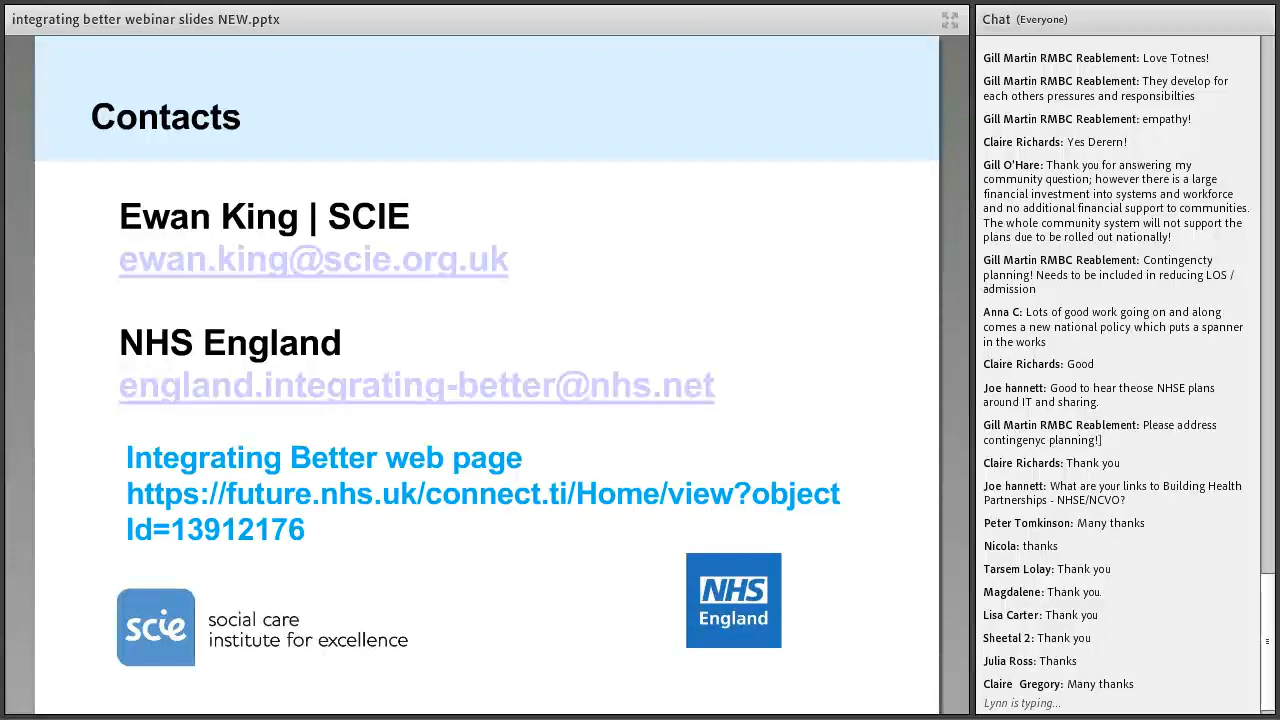 integrating better webinar slides NEW.pptx
Contacts
Ewan King | SCIE
ewan.king@scie.org.uk
NHS England
england.integrating-better@nhs.net
Integrating Better web page
https://future.nhs.uk/connect.ti/Home/view?object
Id=13912176
scie
social care
institute for excellence
NHS
England
Chat (Everyone)
Gill Martin RMBC Reablement: Love Totnes!
Gill Martin RMBC Reablement: They develop for
each others pressures and responsibilties
Gill Martin RMBC Reablement: empathy!
Claire Richards: Yes Derern!
Gill O'Hare: Thank you for answering my
community question; however there is a large
financial investment into systems and workforce
and no additional financial support to communities.
The whole community system will not support the
plans due to be rolled out nationally!
Gill Martin RMBC Reablement: Contingencty
planning! Needs to be included in reducing LOS /
admission
Anna C: Lots of good work going on and along
comes a new national policy which puts a spanner
in the works
Claire Richards: Good
Joe hannett: Good to hear theose NHSE plans
around IT and sharing.
Gill Martin RMBC Reablement: Please address
contingenyc planning!]
Claire Richards: Thank you
Joe hannett: What are your links to Building Health
Partnerships - NHSE/NCVO?
Peter Tomkinson: Many thanks
Nicola: thanks
Tarsem Lolay: Thank you
Magdalene: Thank you.
Lisa Carter: Thank you
Sheetal 2: Thank you
Julia Ross: Thanks
Claire  Gregory: Many thanks
Lynn is typing...